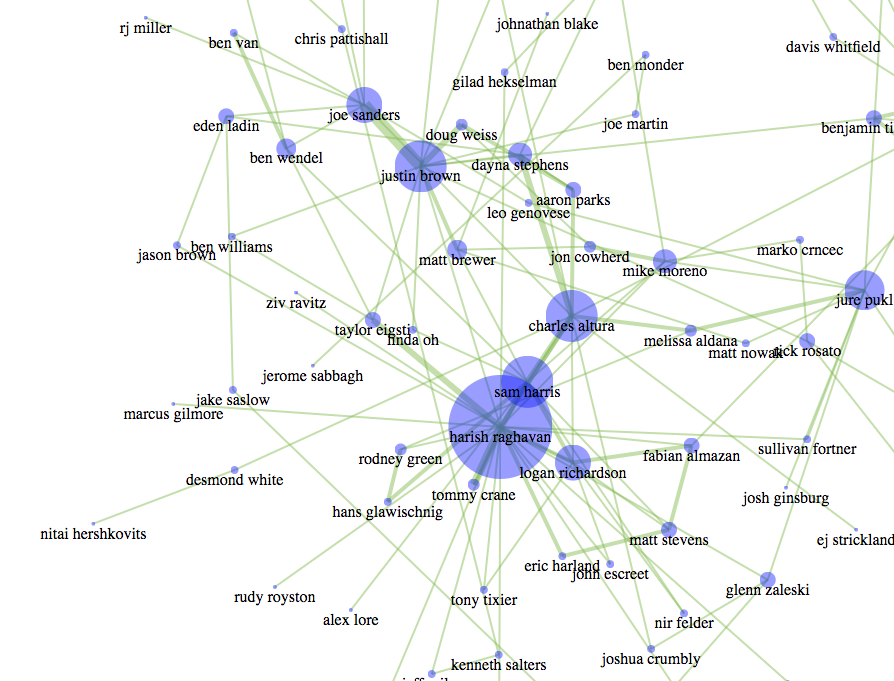 rj miller
johnathan blake
ben van
chris pattishall
davis whitfield
ben monder
gilad hekselman
joe sanders
eden ladin
joe martin
benjamin ti
doug weiss
ben wendel
dayna stephens
justin brown
aaron parks
leo genovese
ben williams
jason brown
marko crncec
matt brewer
jon cowherd
mike moreno
ziv ravitz
jure pukl
taylor eigsti
linda oh
charles altura
melissa aldana
matt nowak
rick rosato
jerome sabbagh
sam harris
jake saslow
marcus gilmore
harish raghavan
sullivan fortner
fabian almazan
rodney green
logan richardson
desmond white
tommy crane
josh ginsburg
hans glawischnig
nitai hershkovits
matt stevens
ej strickland
eric harland
john escreet
glenn zaleski
rudy royston
tony tixier
alex lore
nir felder
joshua crumbly
kenneth salters